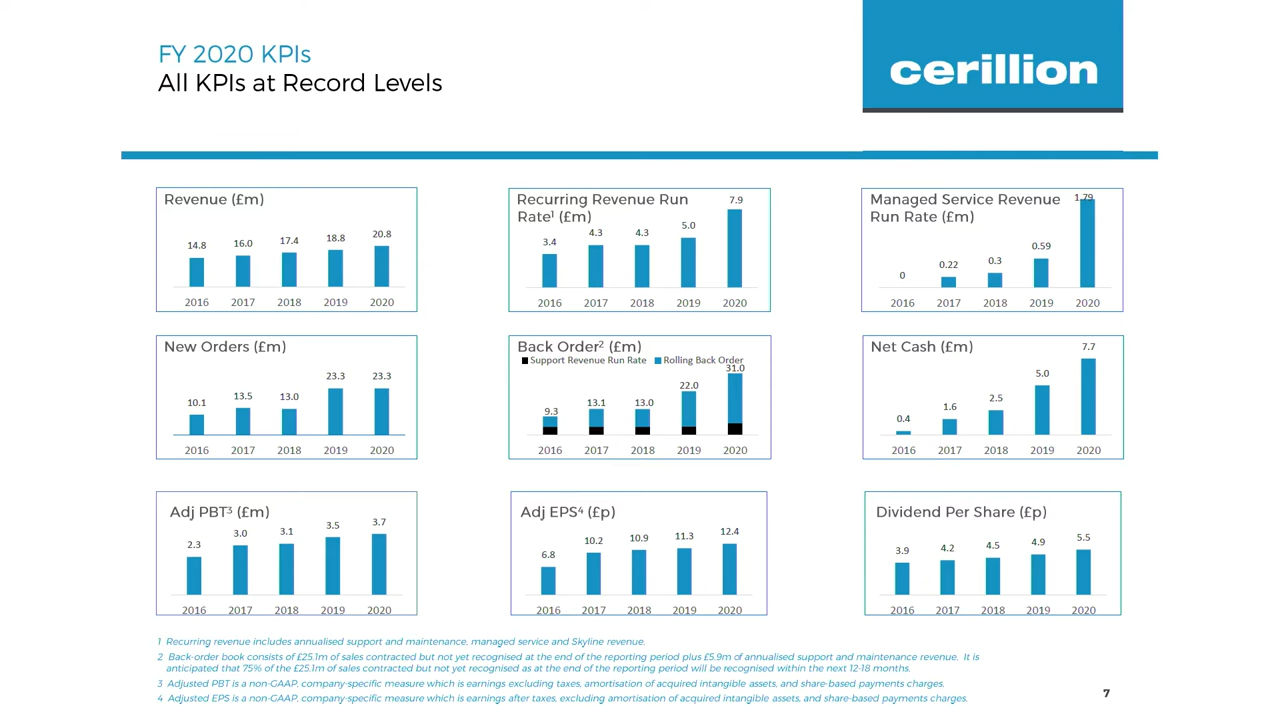 FY 2020 KPIs
All KPIs at Record Levels
cerillion
Revenue (£m)
14.8 16.0 17.4 18.8 20.8
2016 2017 2018 2019 2020
Recurring Revenue Run
Rate¹ (£m)
3.4 4.3 4.3 5.0 7.9
2016 2017 2018 2019 2020
Managed Service Revenue
Run Rate (£m)
0 0.22 0.3 0.59 1.79
2016 2017 2018 2019 2020
New Orders (£m)
10.1 13.5 13.0 23.3 23.3
2016 2017 2018 2019 2020
Back Order² (£m)
Support Revenue Run Rate Rolling Back Order
9.3 13.1 13.0 22.0 31.0
2016 2017 2018 2019 2020
Net Cash (£m)
0.4 1.6 2.5 5.0 7.7
2016 2017 2018 2019 2020
Adj PBT³ (£m)
2.3 3.0 3.1 3.5 3.7
2016 2017 2018 2019 2020
Adj EPS⁴ (£p)
6.8 10.2 10.9 11.3 12.4
2016 2017 2018 2019 2020
Dividend Per Share (£p)
3.9 4.2 4.5 4.9 5.5
2016 2017 2018 2019 2020
1 Recurring revenue includes annualised support and maintenance, managed service and Skyline revenue.
2 Back-order book consists of £25.1m of sales contracted but not yet recognised at the end of the reporting period plus £5.9m of annualised support and maintenance revenue. It is
anticipated that 75% of the £25.1m of sales contracted but not yet recognised as at the end of the reporting period will be recognised within the next 12-18 months.
3 Adjusted PBT is a non-GAAP, company-specific measure which is earnings excluding taxes, amortisation of acquired intangible assets, and share-based payments charges.
4 Adjusted EPS is a non-GAAP, company-specific measure which is earnings after taxes, excluding amortisation of acquired intangible assets, and share-based payments charges.
7